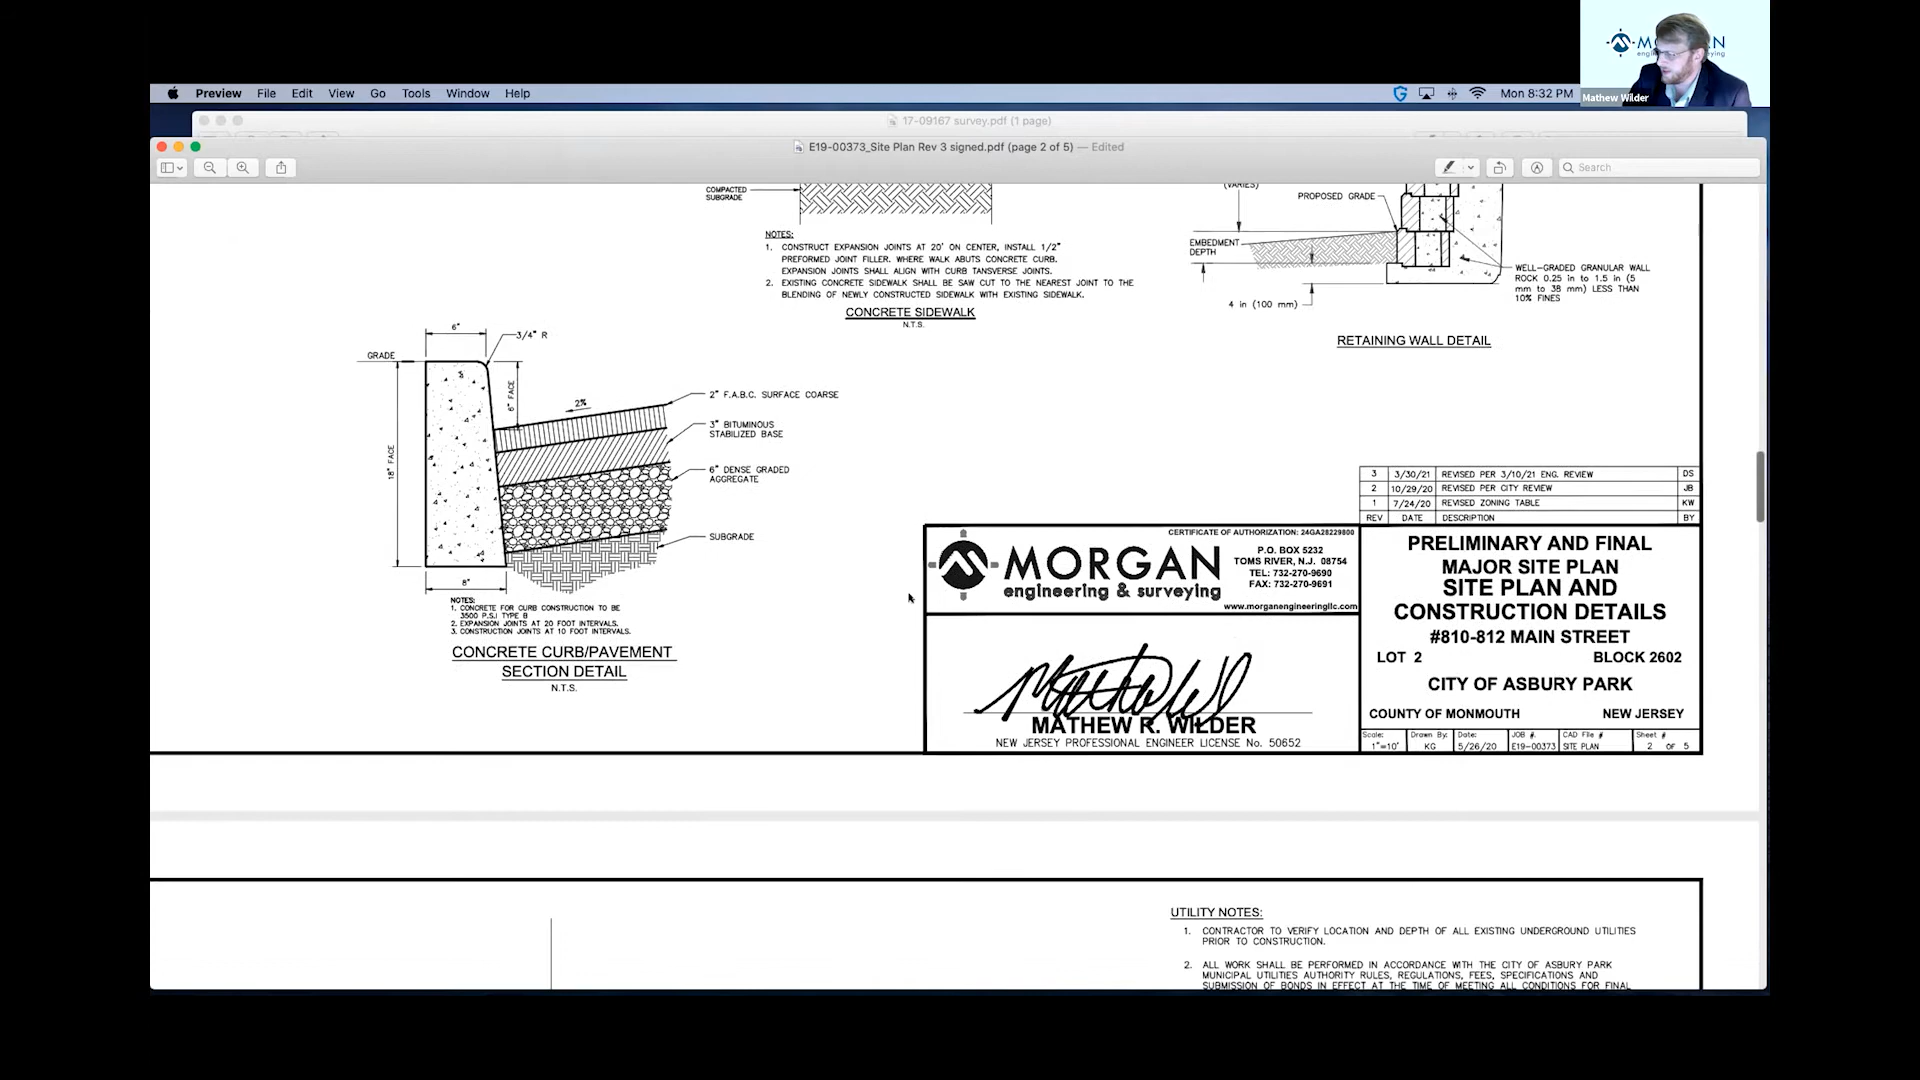 MORGAN
Mathew Wilder
Preview File Edit View Go Tools Window Help
Mon 8:32 PM
17-09167 survey.pdf (1 page)
E19-00373_Site Plan Rev 3 signed.pdf (page 2 of 5) — Edited
Search
COMPACTED
SUBGRADE
NOTES:
1. CONSTRUCT EXPANSION JOINTS AT 20' ON CENTER, INSTALL 1/2"
PREFORMED JOINT FILLER. WHERE WALK ABUTS CONCRETE CURB.
EXPANSION JOINTS SHALL ALIGN WITH CURB TANSVERSE JOINTS.
2. EXISTING CONCRETE SIDEWALK SHALL BE SAW CUT TO THE NEAREST JOINT TO THE
BLENDING OF NEWLY CONSTRUCTED SIDEWALK WITH EXISTING SIDEWALK.
CONCRETE SIDEWALK
N.T.S.
(VARIES)
PROPOSED GRADE
EMBEDMENT
DEPTH
4 in (100 mm)
WELL-GRADED GRANULAR WALL
ROCK 0.25 in to 1.5 in (5
mm to 38 mm) LESS THAN
10% FINES
RETAINING WALL DETAIL
6"
3/4" R
GRADE
6" FACE
18" FACE
2%
2" F.A.B.C. SURFACE COARSE
3" BITUMINOUS
STABILIZED BASE
6" DENSE GRADED
AGGREGATE
SUBGRADE
8"
NOTES:
1. CONCRETE FOR CURB CONSTRUCTION TO BE
3500 P.S.I TYPE B
2. EXPANSION JOINTS AT 20 FOOT INTERVALS.
3. CONSTRUCTION JOINTS AT 10 FOOT INTERVALS.
CONCRETE CURB/PAVEMENT
SECTION DETAIL
N.T.S.
3 3/30/21 REVISED PER 3/10/21 ENG. REVIEW DS
2 10/29/20 REVISED PER CITY REVIEW JB
1 7/24/20 REVISED ZONING TABLE KW
REV DATE DESCRIPTION BY
CERTIFICATE OF AUTHORIZATION: 24GA28229800
MORGAN
engineering & surveying
P.O. BOX 5232
TOMS RIVER, N.J. 08754
TEL: 732-270-9690
FAX: 732-270-9691
www.morganengineeringllc.com
MATHEW R. WILDER
NEW JERSEY PROFESSIONAL ENGINEER LICENSE No. 50652
PRELIMINARY AND FINAL
MAJOR SITE PLAN
SITE PLAN AND
CONSTRUCTION DETAILS
#810-812 MAIN STREET
LOT 2 BLOCK 2602
CITY OF ASBURY PARK
COUNTY OF MONMOUTH NEW JERSEY
Scale: Drawn By: Date: JOB #: CAD File # Sheet #
1"=10' KG 5/26/20 E19-00373 SITE PLAN 2 OF 5
UTILITY NOTES:
1. CONTRACTOR TO VERIFY LOCATION AND DEPTH OF ALL EXISTING UNDERGROUND UTILITIES
PRIOR TO CONSTRUCTION.
2. ALL WORK SHALL BE PERFORMED IN ACCORDANCE WITH THE CITY OF ASBURY PARK
MUNICIPAL UTILITIES AUTHORITY RULES, REGULATIONS, FEES, SPECIFICATIONS AND
SUBMISSION OF BONDS IN EFFECT AT THE TIME OF MEETING ALL CONDITIONS FOR FINAL